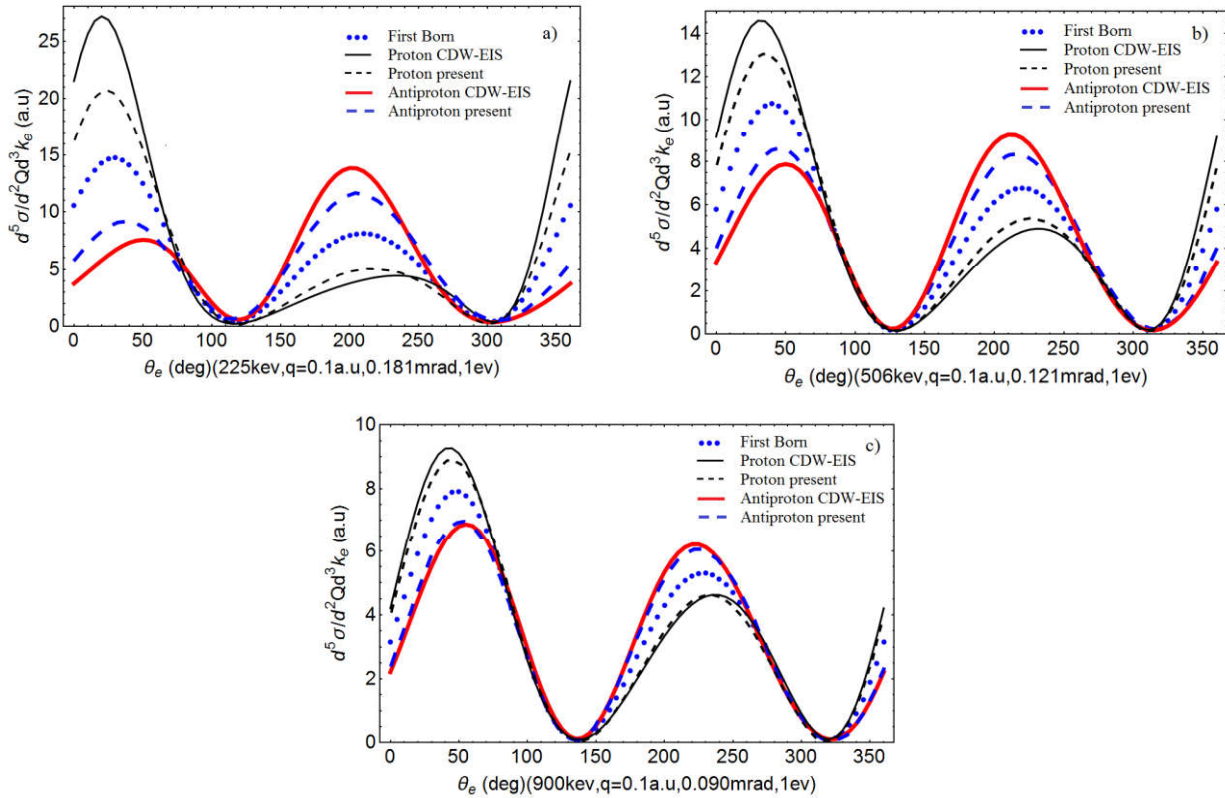 a)
First Born
Proton CDW-EIS
Proton present
Antiproton CDW-EIS
Antiproton present
25
20
15
10
5
0
d⁵ σ/d²Qd³kₑ (a.u)
0 50 100 150 200 250 300 350
θₑ (deg)(225kev,q=0.1a.u,0.181mrad,1ev)
b)
First Born
Proton CDW-EIS
Proton present
Antiproton CDW-EIS
Antiproton present
14
12
10
8
6
4
2
0
d⁵ σ/d²Qd³kₑ (a.u)
0 50 100 150 200 250 300 350
θₑ (deg)(506kev,q=0.1a.u,0.121mrad,1ev)
c)
First Born
Proton CDW-EIS
Proton present
Antiproton CDW-EIS
Antiproton present
10
8
6
4
2
0
d⁵ σ/d²Qd³kₑ (a.u)
0 50 100 150 200 250 300 350
θₑ (deg)(900kev,q=0.1a.u,0.090mrad,1ev)